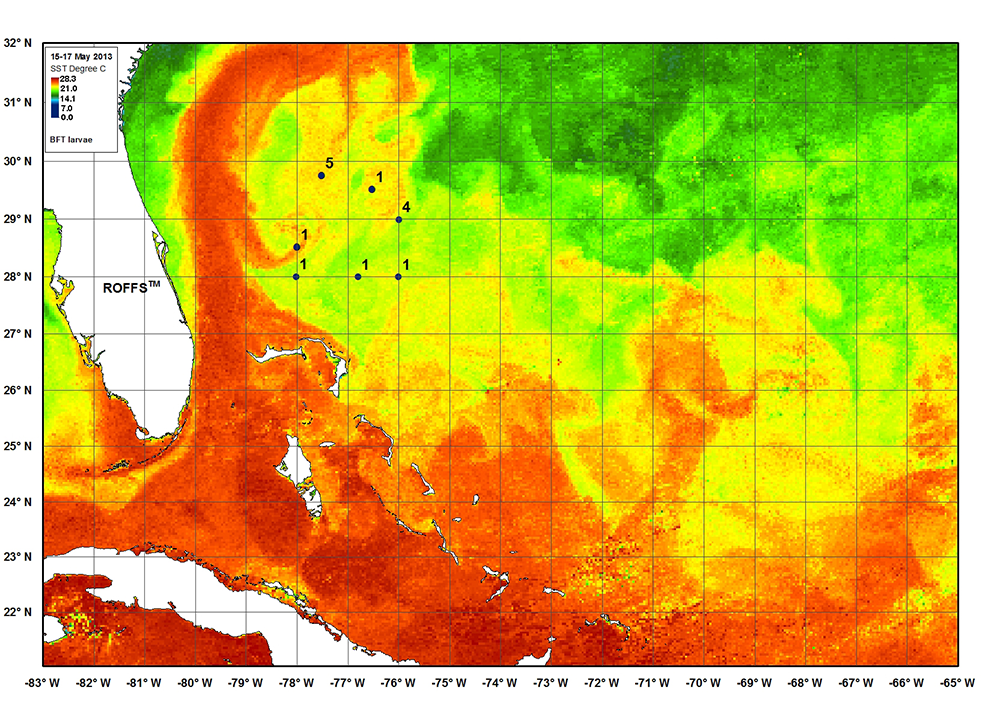 32° N
15-17 May 2013
SST Degree C
28.3
21.0
14.1
7.0
0.0
BFT larvae
31° N
30° N
5
1
4
29° N
1
1 1 1
28° N
ROFFS™
27° N
26° N
25° N
24° N
23° N
22° N
-83° W -82° W -81° W -80° W -79° W -78° W -77° W -76° W -75° W -74° W -73° W -72° W -71° W -70° W -69° W -68° W -67° W -66° W -65° W